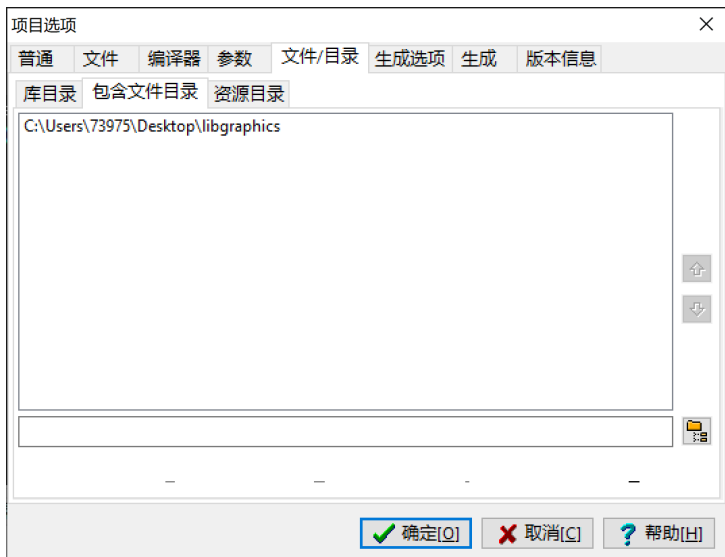 项目选项
普通 文件 编译器 参数 文件/目录 生成选项 生成 版本信息
库目录 包含文件目录 资源目录
C:\Users\73975\Desktop\libgraphics
确定[O] 取消[C] 帮助[H]